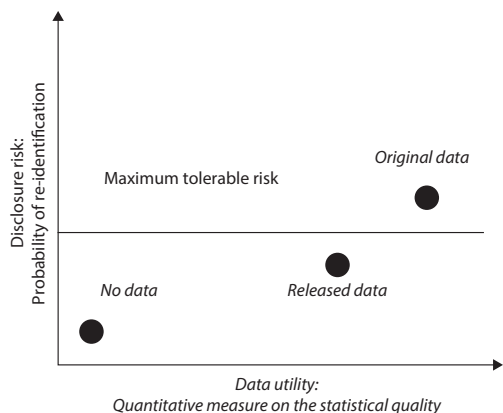 Disclosure risk:
Probability of re-identification
Original data
Maximum tolerable risk
No data
Released data
Data utility:
Quantitative measure on the statistical quality